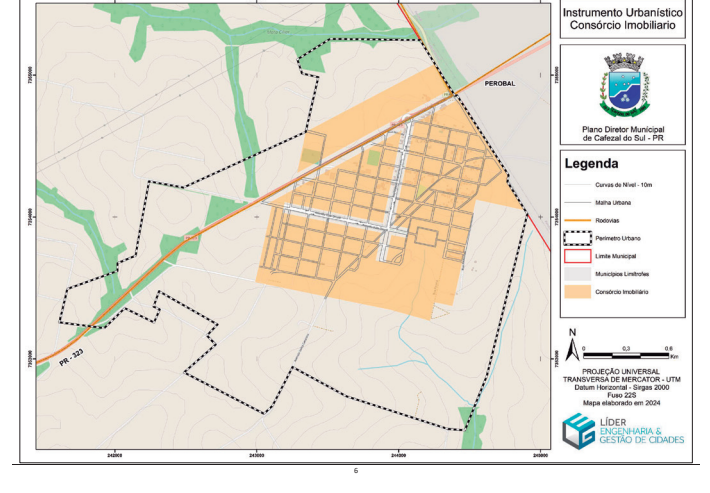 Instrumento Urbanístico
Consórcio Imobiliario
Plano Diretor Municipal
de Cafezal do Sul - PR
Legenda
Curvas de Nível - 10m
Malha Urbana
Rodovias
Perímetro Urbano
Limite Municipal
Municípios Limítrofes
Consórcio Imobiliário
N
0 0,3 0,6
Km
PROJEÇÃO UNIVERSAL
TRANSVERSA DE MERCATOR - UTM
Datum Horizontal - Sirgas 2000
Fuso 22S
Mapa elaborado em 2024
LÍDER
ENGENHARIA &
GESTÃO DE CIDADES
PEROBAL
PR - 323
242000 243000 244000
6